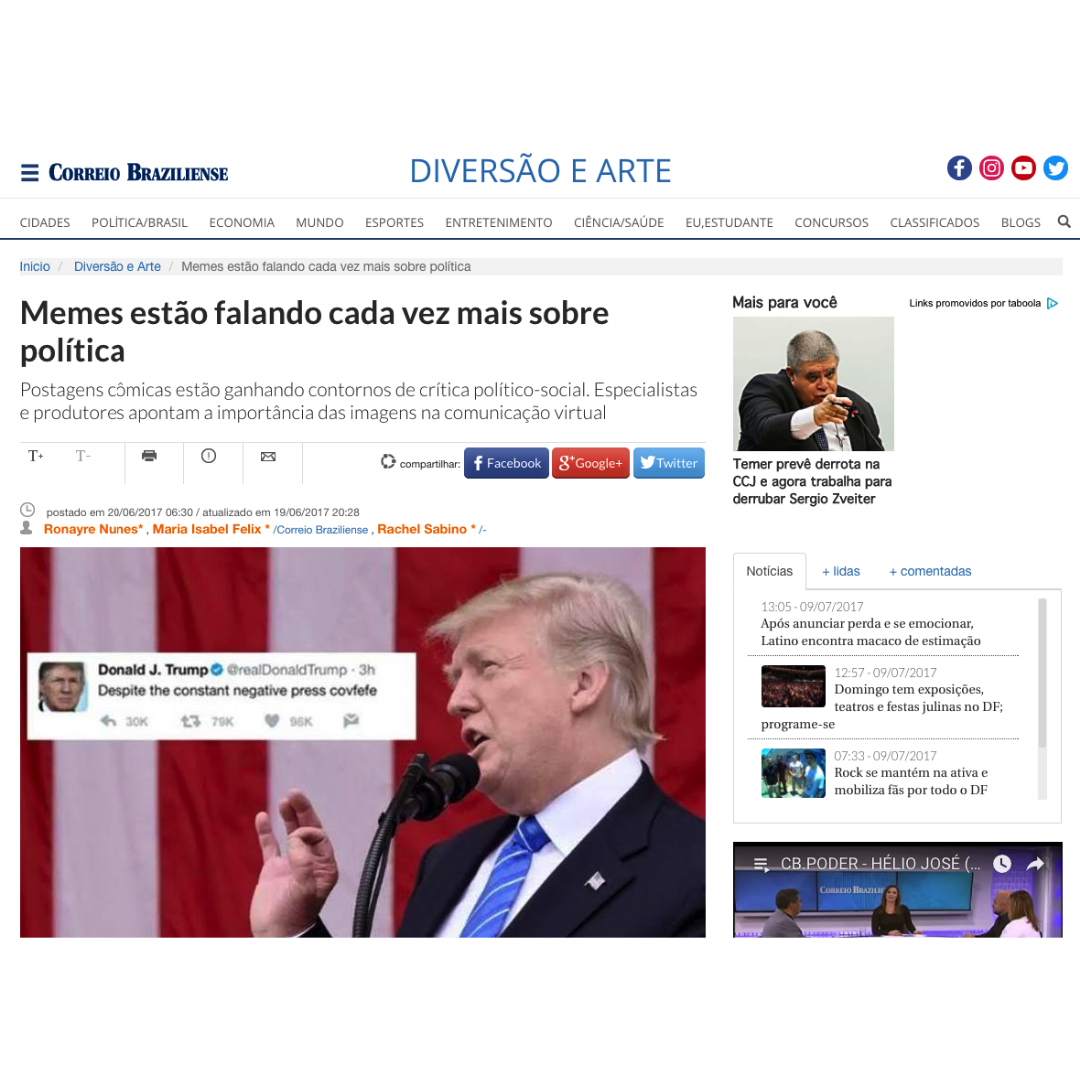 CORREIO BRAZILIENSE
DIVERSÃO E ARTE
CIDADES POLÍTICA/BRASIL ECONOMIA MUNDO ESPORTES ENTRETENIMENTO CIÊNCIA/SAÚDE EU,ESTUDANTE CONCURSOS CLASSIFICADOS BLOGS
Inicio / Diversão e Arte / Memes estão falando cada vez mais sobre política
Memes estão falando cada vez mais sobre
política
Postagens cômicas estão ganhando contornos de crítica político-social. Especialistas
e produtores apontam a importância das imagens na comunicação virtual
T+ T- compartilhar: Facebook Google+ Twitter
postado em 20/06/2017 06:30 / atualizado em 19/06/2017 20:28
Ronayre Nunes* , Maria Isabel Felix * /Correio Braziliense , Rachel Sabino * /-
Donald J. Trump @realDonaldTrump · 3h
Despite the constant negative press covfefe
30K 79K 96K
Mais para você
Links promovidos por taboola
Temer prevê derrota na
CCJ e agora trabalha para
derrubar Sergio Zveiter
Notícias + lidas + comentadas
13:05 - 09/07/2017
Após anunciar perda e se emocionar,
Latino encontra macaco de estimação
12:57 - 09/07/2017
Domingo tem exposições,
teatros e festas julinas no DF;
programe-se
07:33 - 09/07/2017
Rock se mantém na ativa e
mobiliza fãs por todo o DF
CB.PODER - HÉLIO JOSÉ (...